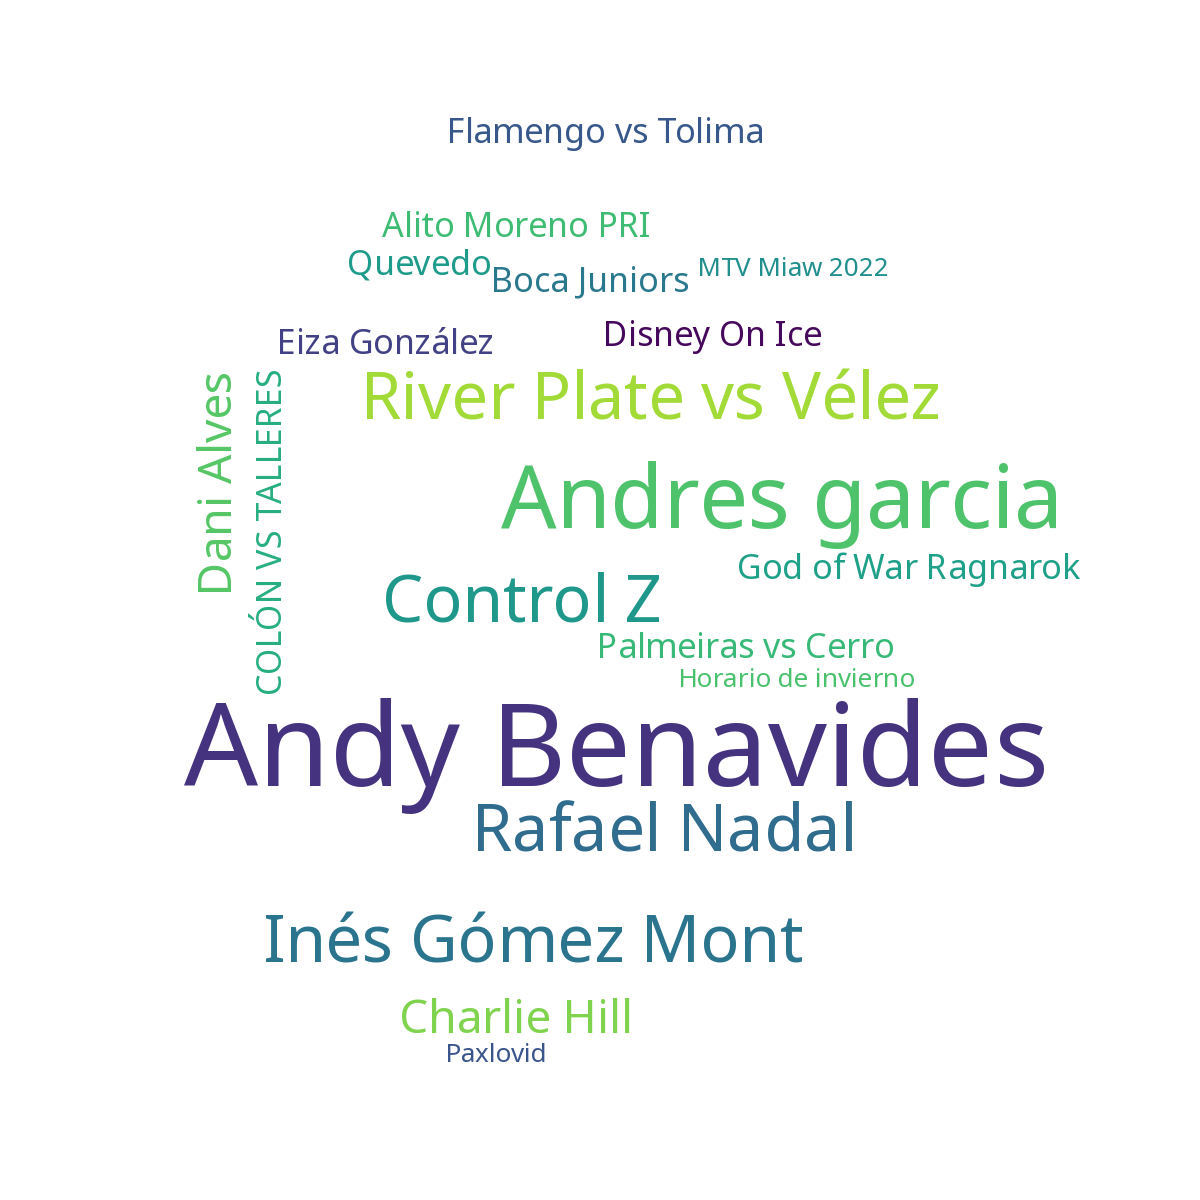 Flamengo vs Tolima
Alito Moreno PRI
Quevedo
Boca Juniors
MTV Miaw 2022
Eiza González
Disney On Ice
River Plate vs Vélez
Dani Alves
COLÓN VS TALLERES
Andres garcia
God of War Ragnarok
Control Z
Palmeiras vs Cerro
Horario de invierno
Andy Benavides
Rafael Nadal
Inés Gómez Mont
Charlie Hill
Paxlovid